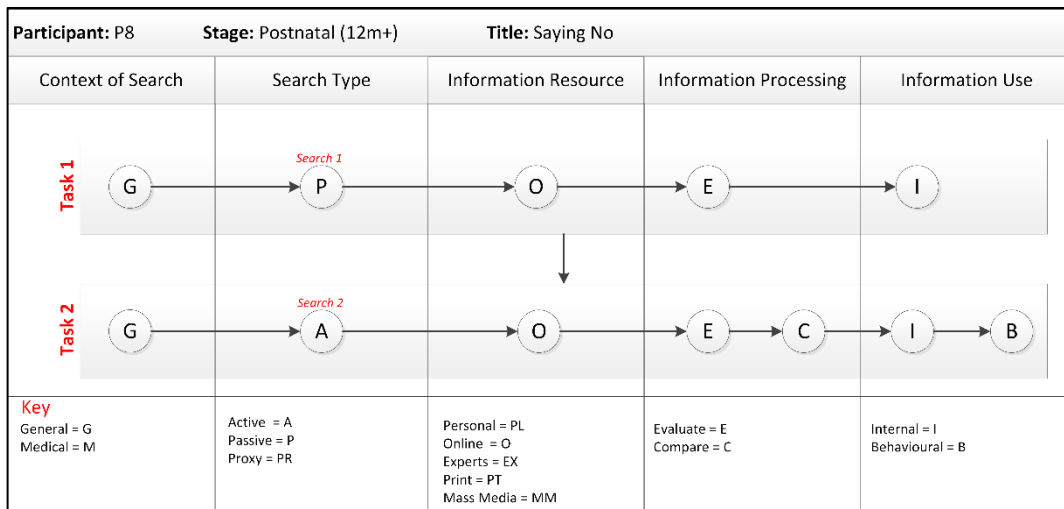 Participant: P8 Stage: Postnatal (12m+) Title: Saying No
Context of Search Search Type Information Resource Information Processing Information Use
Task 1
Search 1
G P O E I
Task 2
Search 2
G A O E C I B
Key
General = G
Medical = M
Active = A
Passive = P
Proxy = PR
Personal = PL
Online = O
Experts = EX
Print = PT
Mass Media = MM
Evaluate = E
Compare = C
Internal = I
Behavioural = B